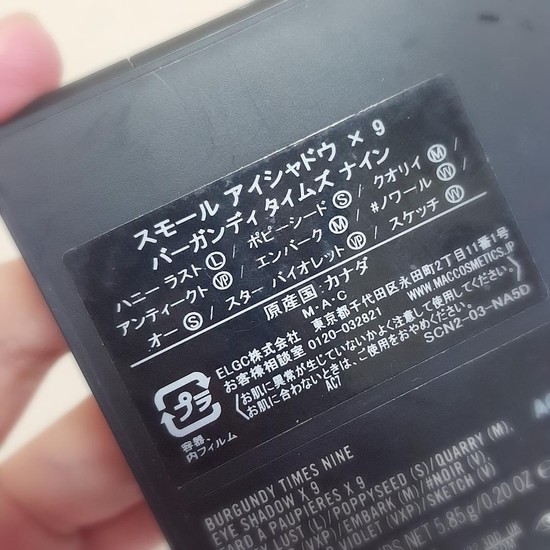 スモール アイシャドウ × 9
バーガンディ タイムズ ナイン
ハニー ラスト Ⓛ / ポピーシード Ⓢ / クオリイ Ⓜ /
アンティークト ⓋⓅ / エンバーク Ⓜ / #ノワール Ⓥ /
オー Ⓢ / スター バイオレット ⓋⓅ / スケッチ Ⓥ
原産国:カナダ
M・A・C
ELGC株式会社 東京都千代田区永田町2丁目11番1号
お客様相談室 0120-032821 WWW.MACCOSMETICS.JP
お肌に異常が生じていないかよく注意して使用してください。
お肌に合わないときは、ご使用をおやめください。
AC7 SCN2-03-NA5D
プラ
容器、
内フィルム
BURGUNDY TIMES NINE
EYE SHADOW X 9
FARD À PAUPIÈRES X 9
LUST (L)/POPPYSEED (S)/QUARRY (M),
(VXP)/EMBARK (M)/#NOIR (V),
VIOLET (VXP)/SKETCH (V)
NET 5.85 g/0.20 OZ